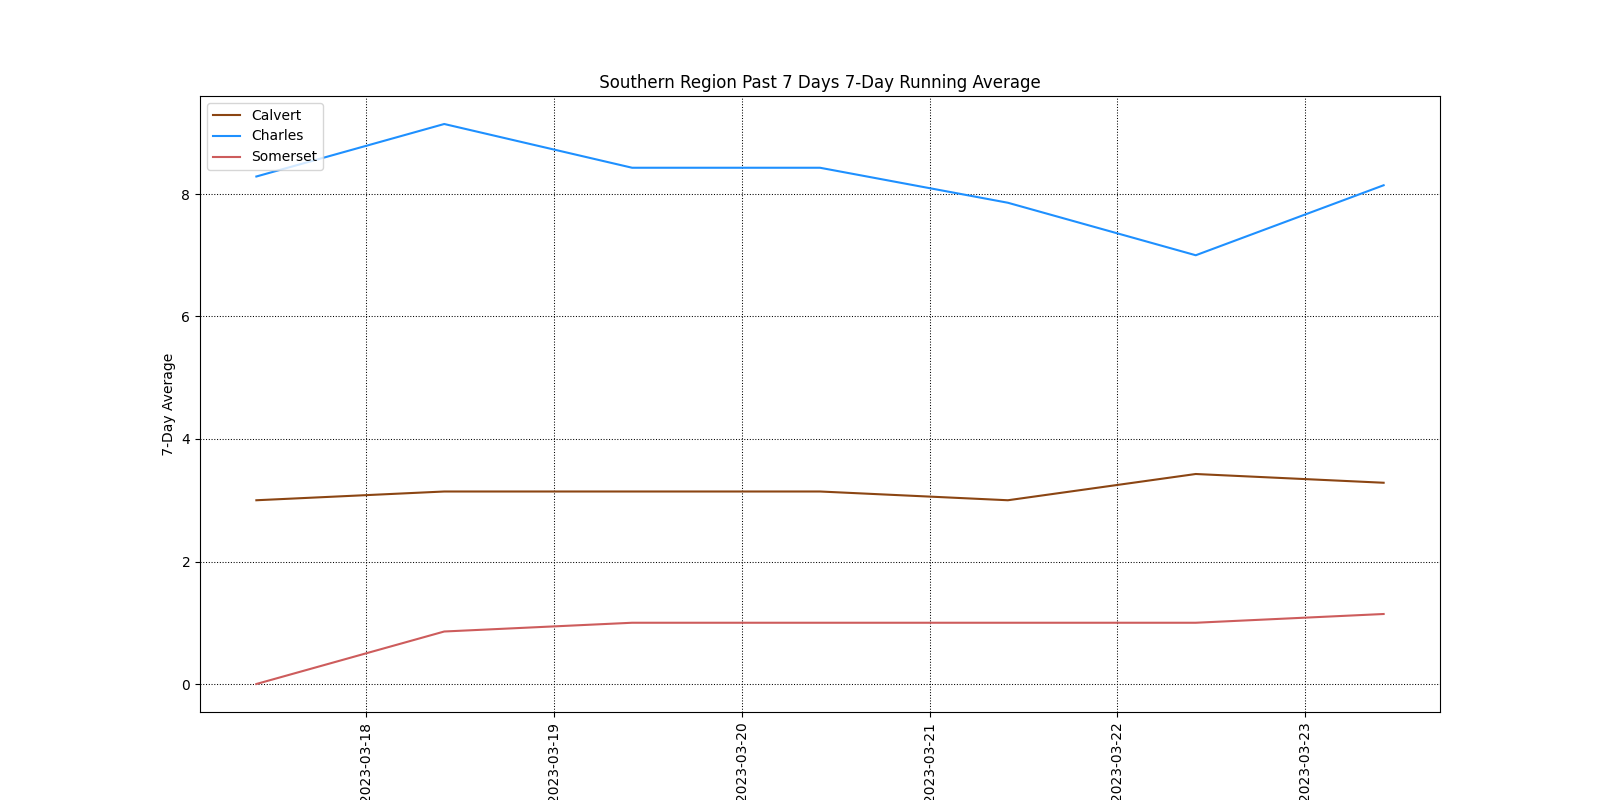 Southern Region Past 7 Days 7-Day Running Average
Calvert
Charles
Somerset
7-Day Average
8
6
4
2
0
2023-03-18
2023-03-19
2023-03-20
2023-03-21
2023-03-22
2023-03-23